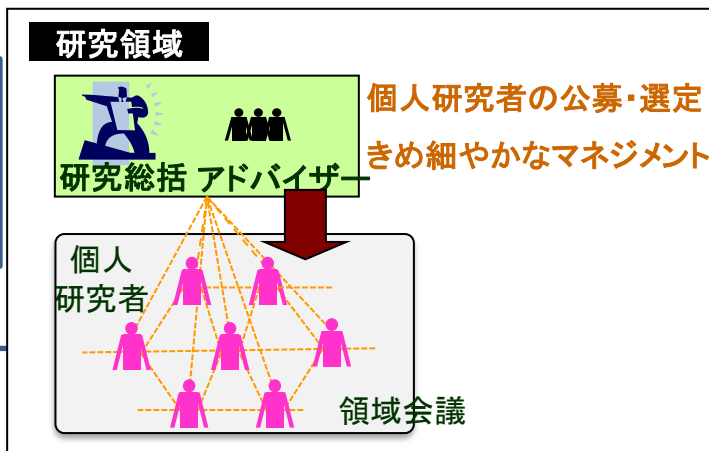 研究領域
個人研究者の公募・選定
きめ細やかなマネジメント
研究総括 アドバイザー
個人
研究者
領域会議